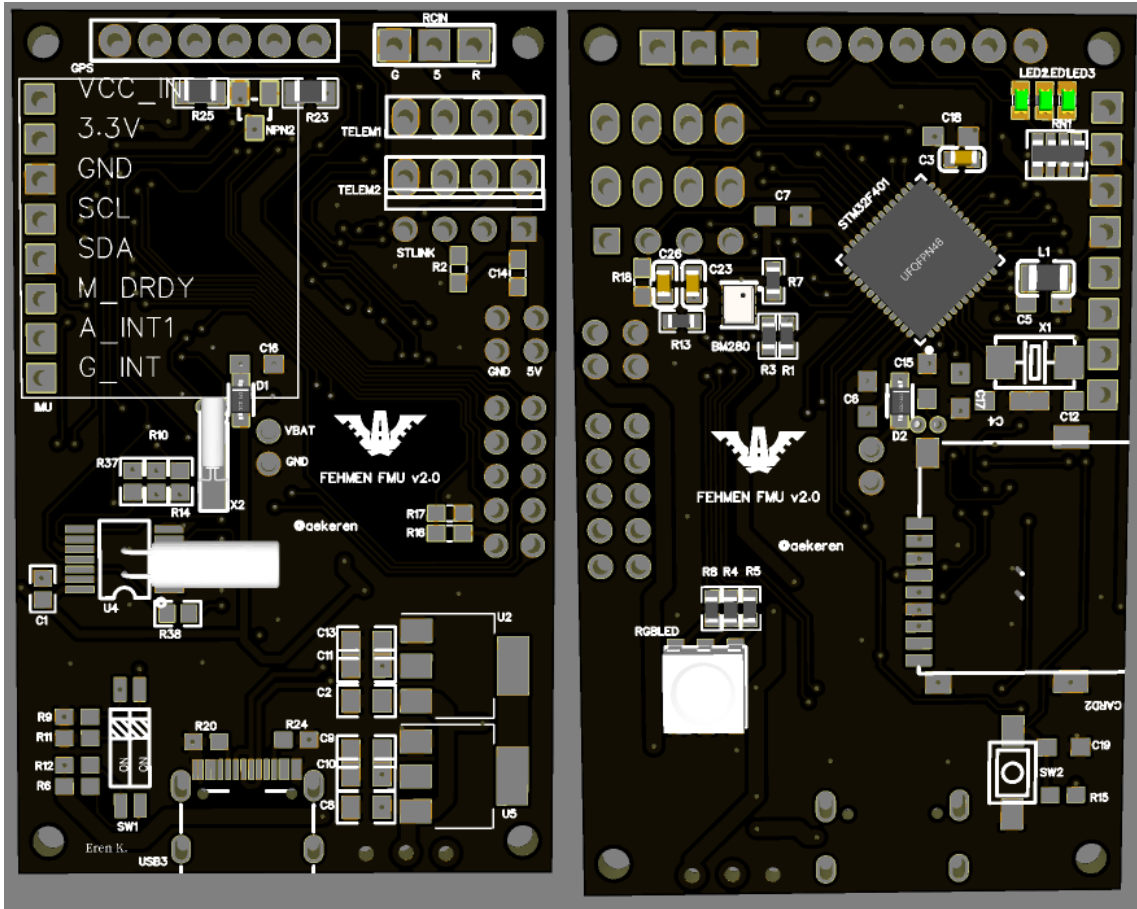 RCIN
GPS
G 5 R
VCC_IN
R25
R23
NPN2
TELEM1
3.3V
GND
TELEM2
SCL
SDA
STLINK
R2
C14
M_DRDY
A_INT1
G_INT
C16
D1
GND 5V
IMU
VBAT
R10
R37
GND
FEHMEN FMU v2.0
R14
X2
R17
@aekeren
R16
U4
C1
R38
U2
C13
C11
C2
R9
R20
R24
C9
R11
R12
C10
ON ON
R6
C8
SW1
U5
Eren K.
USB3
LED3
C18
RN1
C3
STM32F401
UFQFPN48
C7
C26
C23
R18
R7
L1
C5
R13
BM280
X1
R3 R1
C15
C6
C17
C4
C12
D2
FEHMEN FMU v2.0
@aekeren
R8 R4 R5
RGBLED
CARD2
C19
SW2
R15